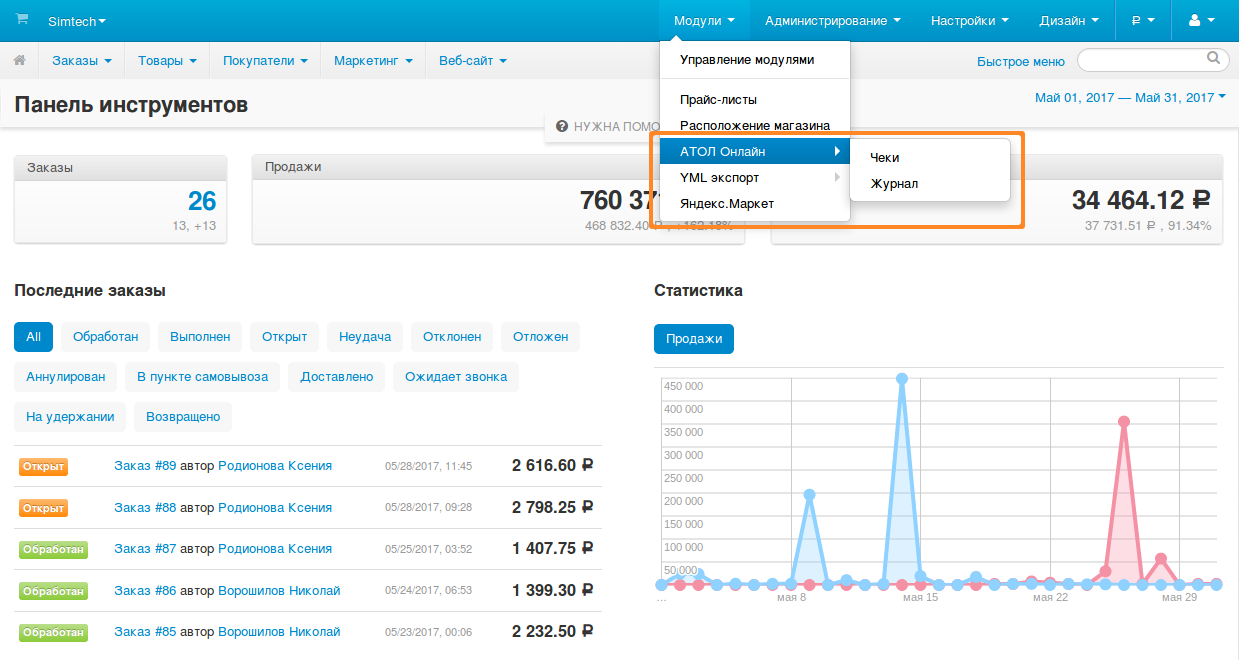 Simtech
Модули
Администрирование
Настройки
Дизайн
₽
Заказы
Товары
Покупатели
Маркетинг
Веб-сайт
Быстрое меню
Управление модулями
Прайс-листы
Расположение магазина
АТОЛ Онлайн
YML экспорт
Яндекс.Маркет
Чеки
Журнал
Панель инструментов
Май 01, 2017 — Май 31, 2017
НУЖНА ПОМО
Заказы
26
13, +13
Продажи
760 37
468 832.40 ₽ , +162.18%
34 464.12 ₽
37 731.51 ₽ , 91.34%
Последние заказы
All Обработан Выполнен Открыт Неудача Отклонен Отложен
Аннулирован В пункте самовывоза Доставлено Ожидает звонка
На удержании Возвращено
Открыт Заказ #89 автор Родионова Ксения 05/28/2017, 11:45 2 616.60 ₽
Открыт Заказ #88 автор Родионова Ксения 05/28/2017, 09:28 2 798.25 ₽
Обработан Заказ #87 автор Родионова Ксения 05/25/2017, 03:52 1 407.75 ₽
Обработан Заказ #86 автор Ворошилов Николай 05/24/2017, 06:53 1 399.30 ₽
Обработан Заказ #85 автор Ворошилов Николай 05/23/2017, 00:06 2 232.50 ₽
Статистика
Продажи
450 000
400 000
350 000
300 000
250 000
200 000
150 000
100 000
50 000
... мая 8 мая 15 мая 22 мая 29